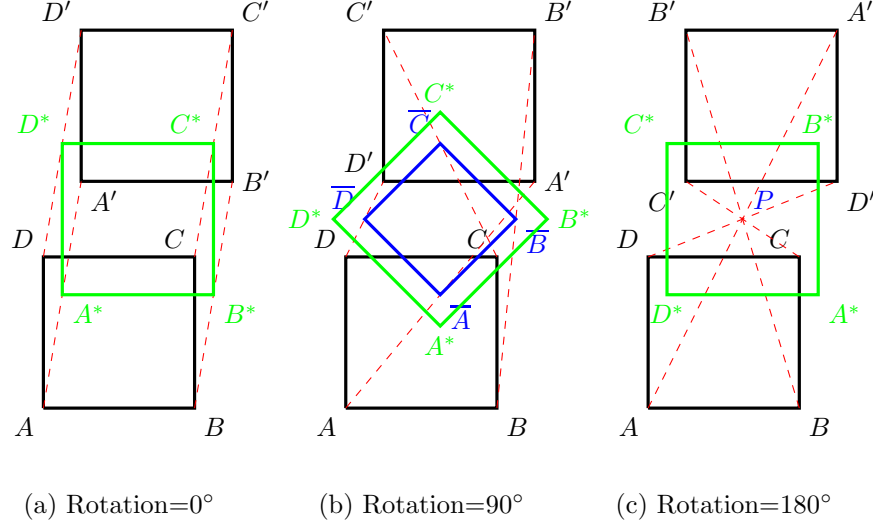 D′ C′ C′ B′ B′ A′
D* C* C* C̅ C* B*
A′ B′ D′ D̅ A′ C′ P D′
D C D* D C B̅ B* D C
A* B* A̅ A* D* A*
A B A B A B
(a) Rotation=0° (b) Rotation=90° (c) Rotation=180°